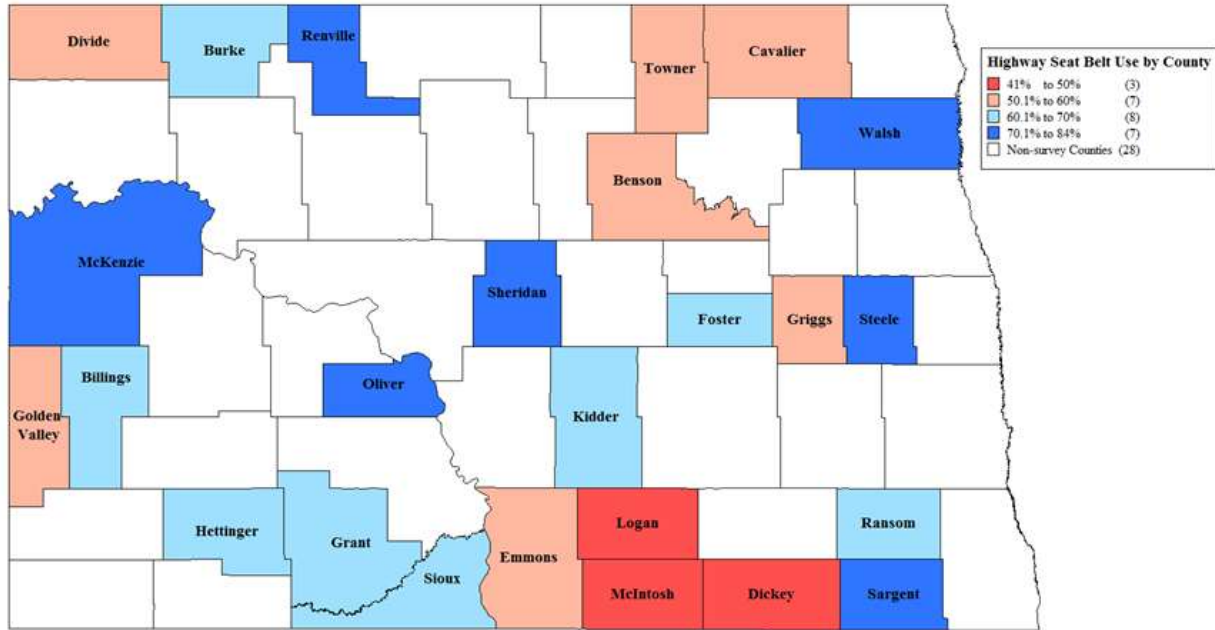 Divide
Burke
Renville
Towner
Cavalier
Highway Seat Belt Use by County
41% to 50% (3)
50.1% to 60% (7)
60.1% to 70% (8)
70.1% to 84% (7)
Non-survey Counties (28)
Walsh
Benson
McKenzie
Sheridan
Foster
Griggs
Steele
Billings
Oliver
Golden
Valley
Kidder
Hettinger
Grant
Sioux
Emmons
Logan
Ransom
McIntosh
Dickey
Sargent